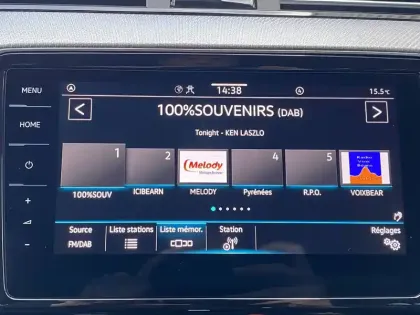 MENU
14:38
15.5°C
100%SOUVENIRS (DAB)
HOME
Tonight - KEN LASZLO
1
2
Melody
4
5
100%SOUV
ICIBEARN
MELODY
Pyrénées
R.P.O.
VOIXBEAR
Source
Liste stations
Liste mémor.
Station
Réglages
FM/DAB